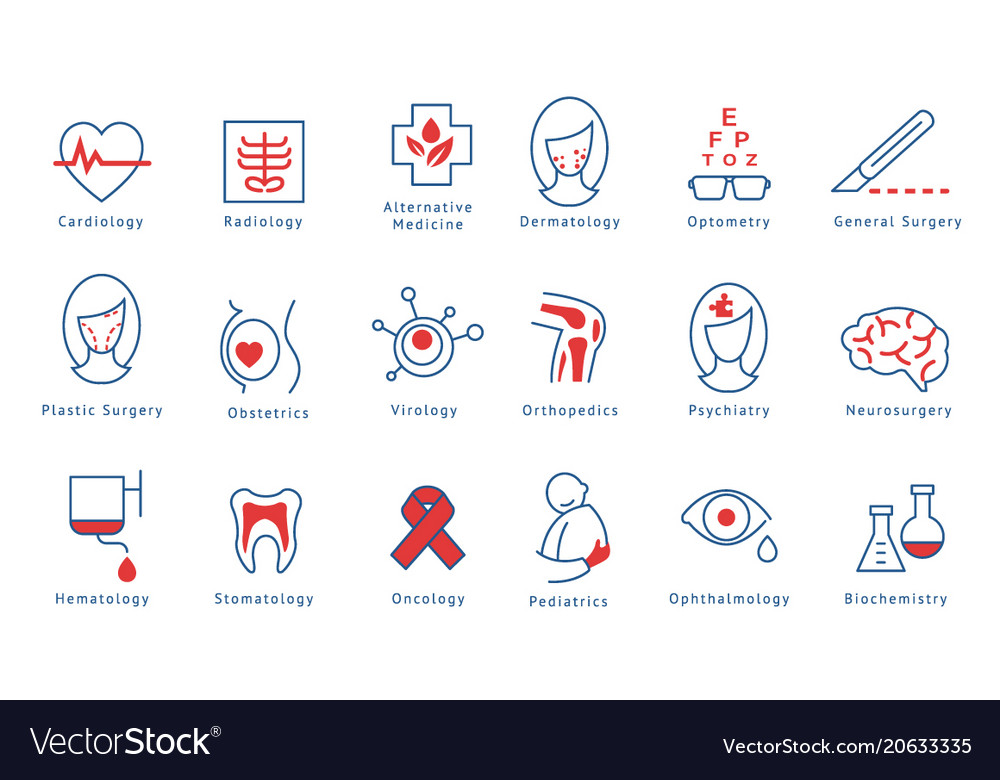 E
F P
T O Z
Cardiology
Radiology
Alternative
Medicine
Dermatology
Optometry
General Surgery
Plastic Surgery
Obstetrics
Virology
Orthopedics
Psychiatry
Neurosurgery
Hematology
Stomatology
Oncology
Pediatrics
Ophthalmology
Biochemistry
VectorStock®
VectorStock.com/20633335